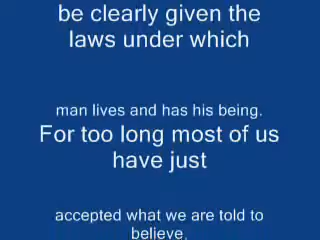 be clearly given the
laws under which
man lives and has his being.
For too long most of us
have just
accepted what we are told to
believe,